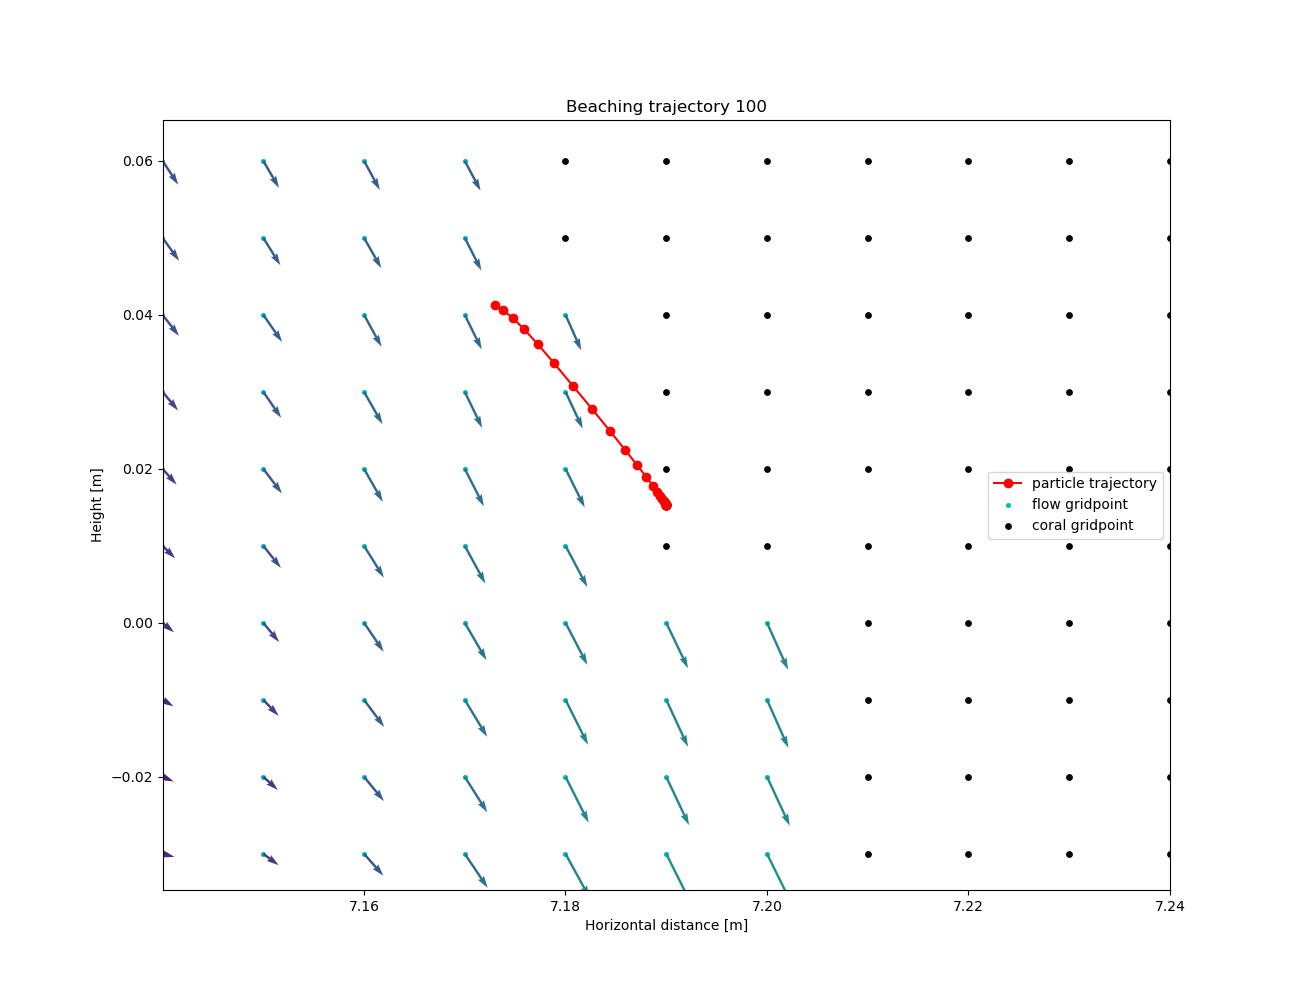 Beaching trajectory 100
0.06
0.04
0.02
0.00
−0.02
Height [m]
particle trajectory
flow gridpoint
coral gridpoint
7.16 7.18 7.20 7.22 7.24
Horizontal distance [m]